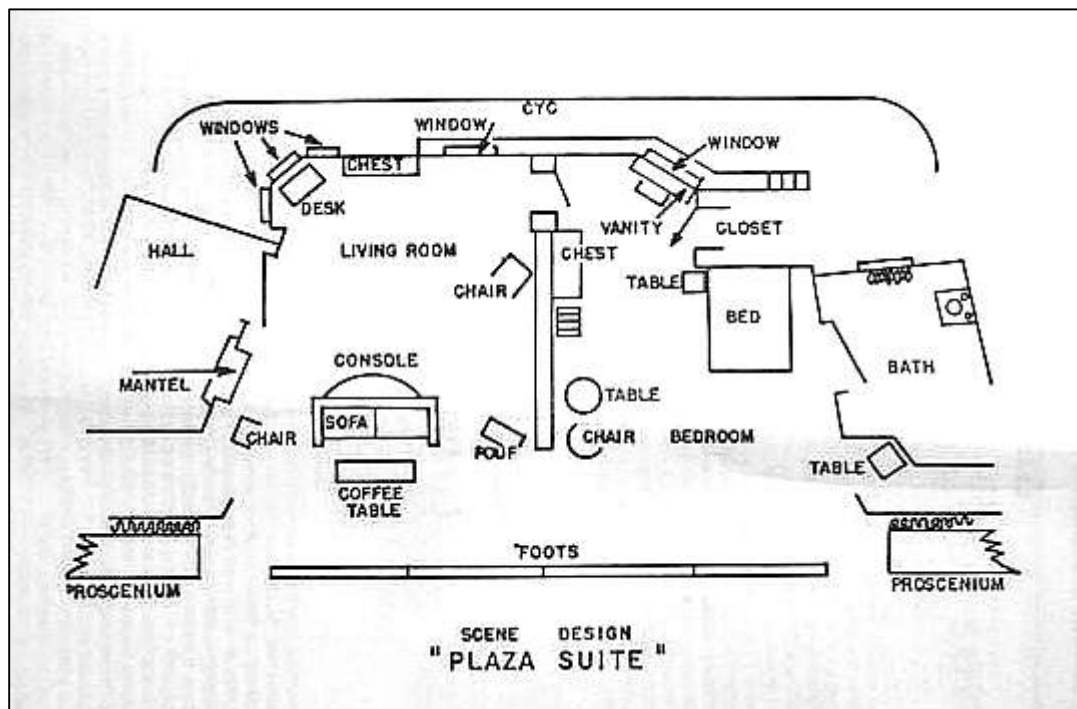 CYC
WINDOWS
WINDOW
WINDOW
CHEST
DESK
VANITY
CLOSET
HALL
LIVING ROOM
CHEST
CHAIR
TABLE
BED
BATH
CONSOLE
MANTEL
SOFA
TABLE
CHAIR
POUF
CHAIR
BEDROOM
TABLE
COFFEE
TABLE
FOOTS
PROSCENIUM
PROSCENIUM
SCENE DESIGN
"PLAZA SUITE"